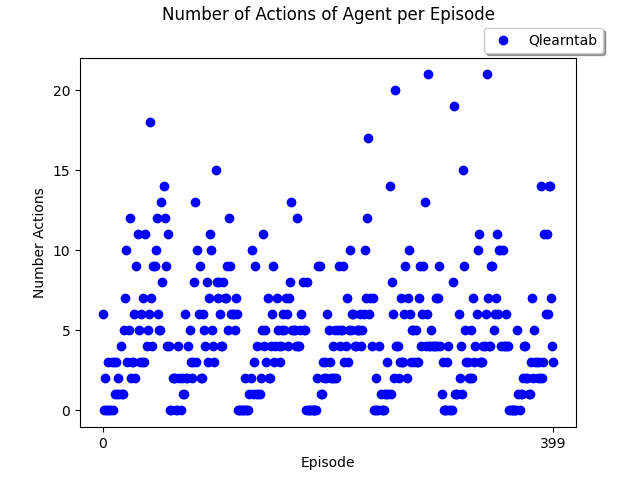 Number of Actions of Agent per Episode
Qlearntab
20
15
10
5
0
Number Actions
0
399
Episode